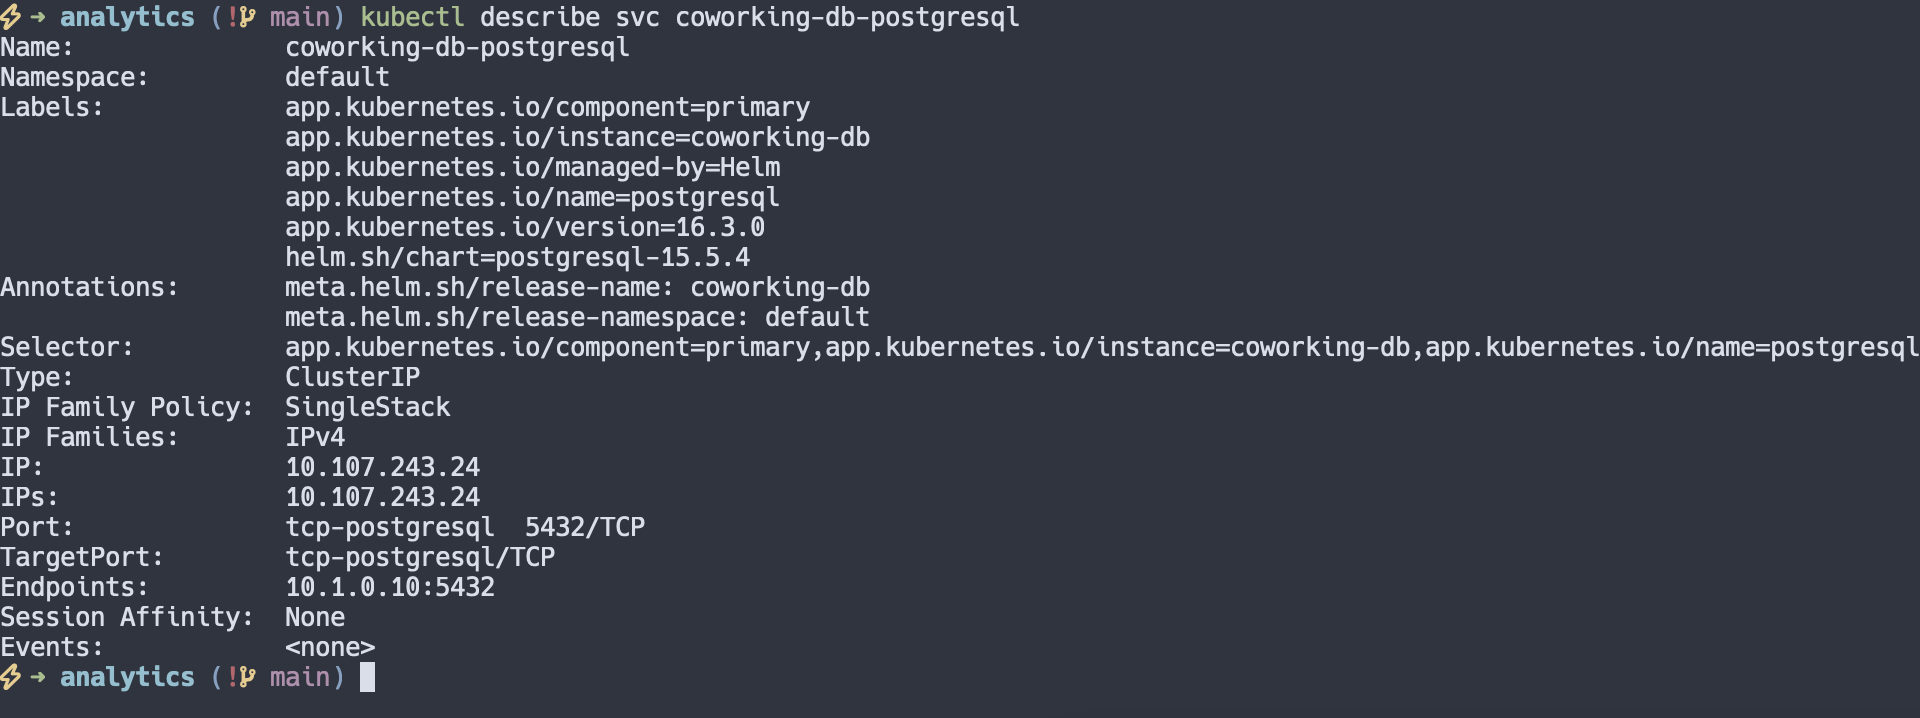 ⚡ ➜ analytics (! main) kubectl describe svc coworking-db-postgresql
Name:              coworking-db-postgresql
Namespace:         default
Labels:            app.kubernetes.io/component=primary
                   app.kubernetes.io/instance=coworking-db
                   app.kubernetes.io/managed-by=Helm
                   app.kubernetes.io/name=postgresql
                   app.kubernetes.io/version=16.3.0
                   helm.sh/chart=postgresql-15.5.4
Annotations:       meta.helm.sh/release-name: coworking-db
                   meta.helm.sh/release-namespace: default
Selector:          app.kubernetes.io/component=primary,app.kubernetes.io/instance=coworking-db,app.kubernetes.io/name=postgresql
Type:              ClusterIP
IP Family Policy:  SingleStack
IP Families:       IPv4
IP:                10.107.243.24
IPs:               10.107.243.24
Port:              tcp-postgresql  5432/TCP
TargetPort:        tcp-postgresql/TCP
Endpoints:         10.1.0.10:5432
Session Affinity:  None
Events:            <none>
⚡ ➜ analytics (! main)